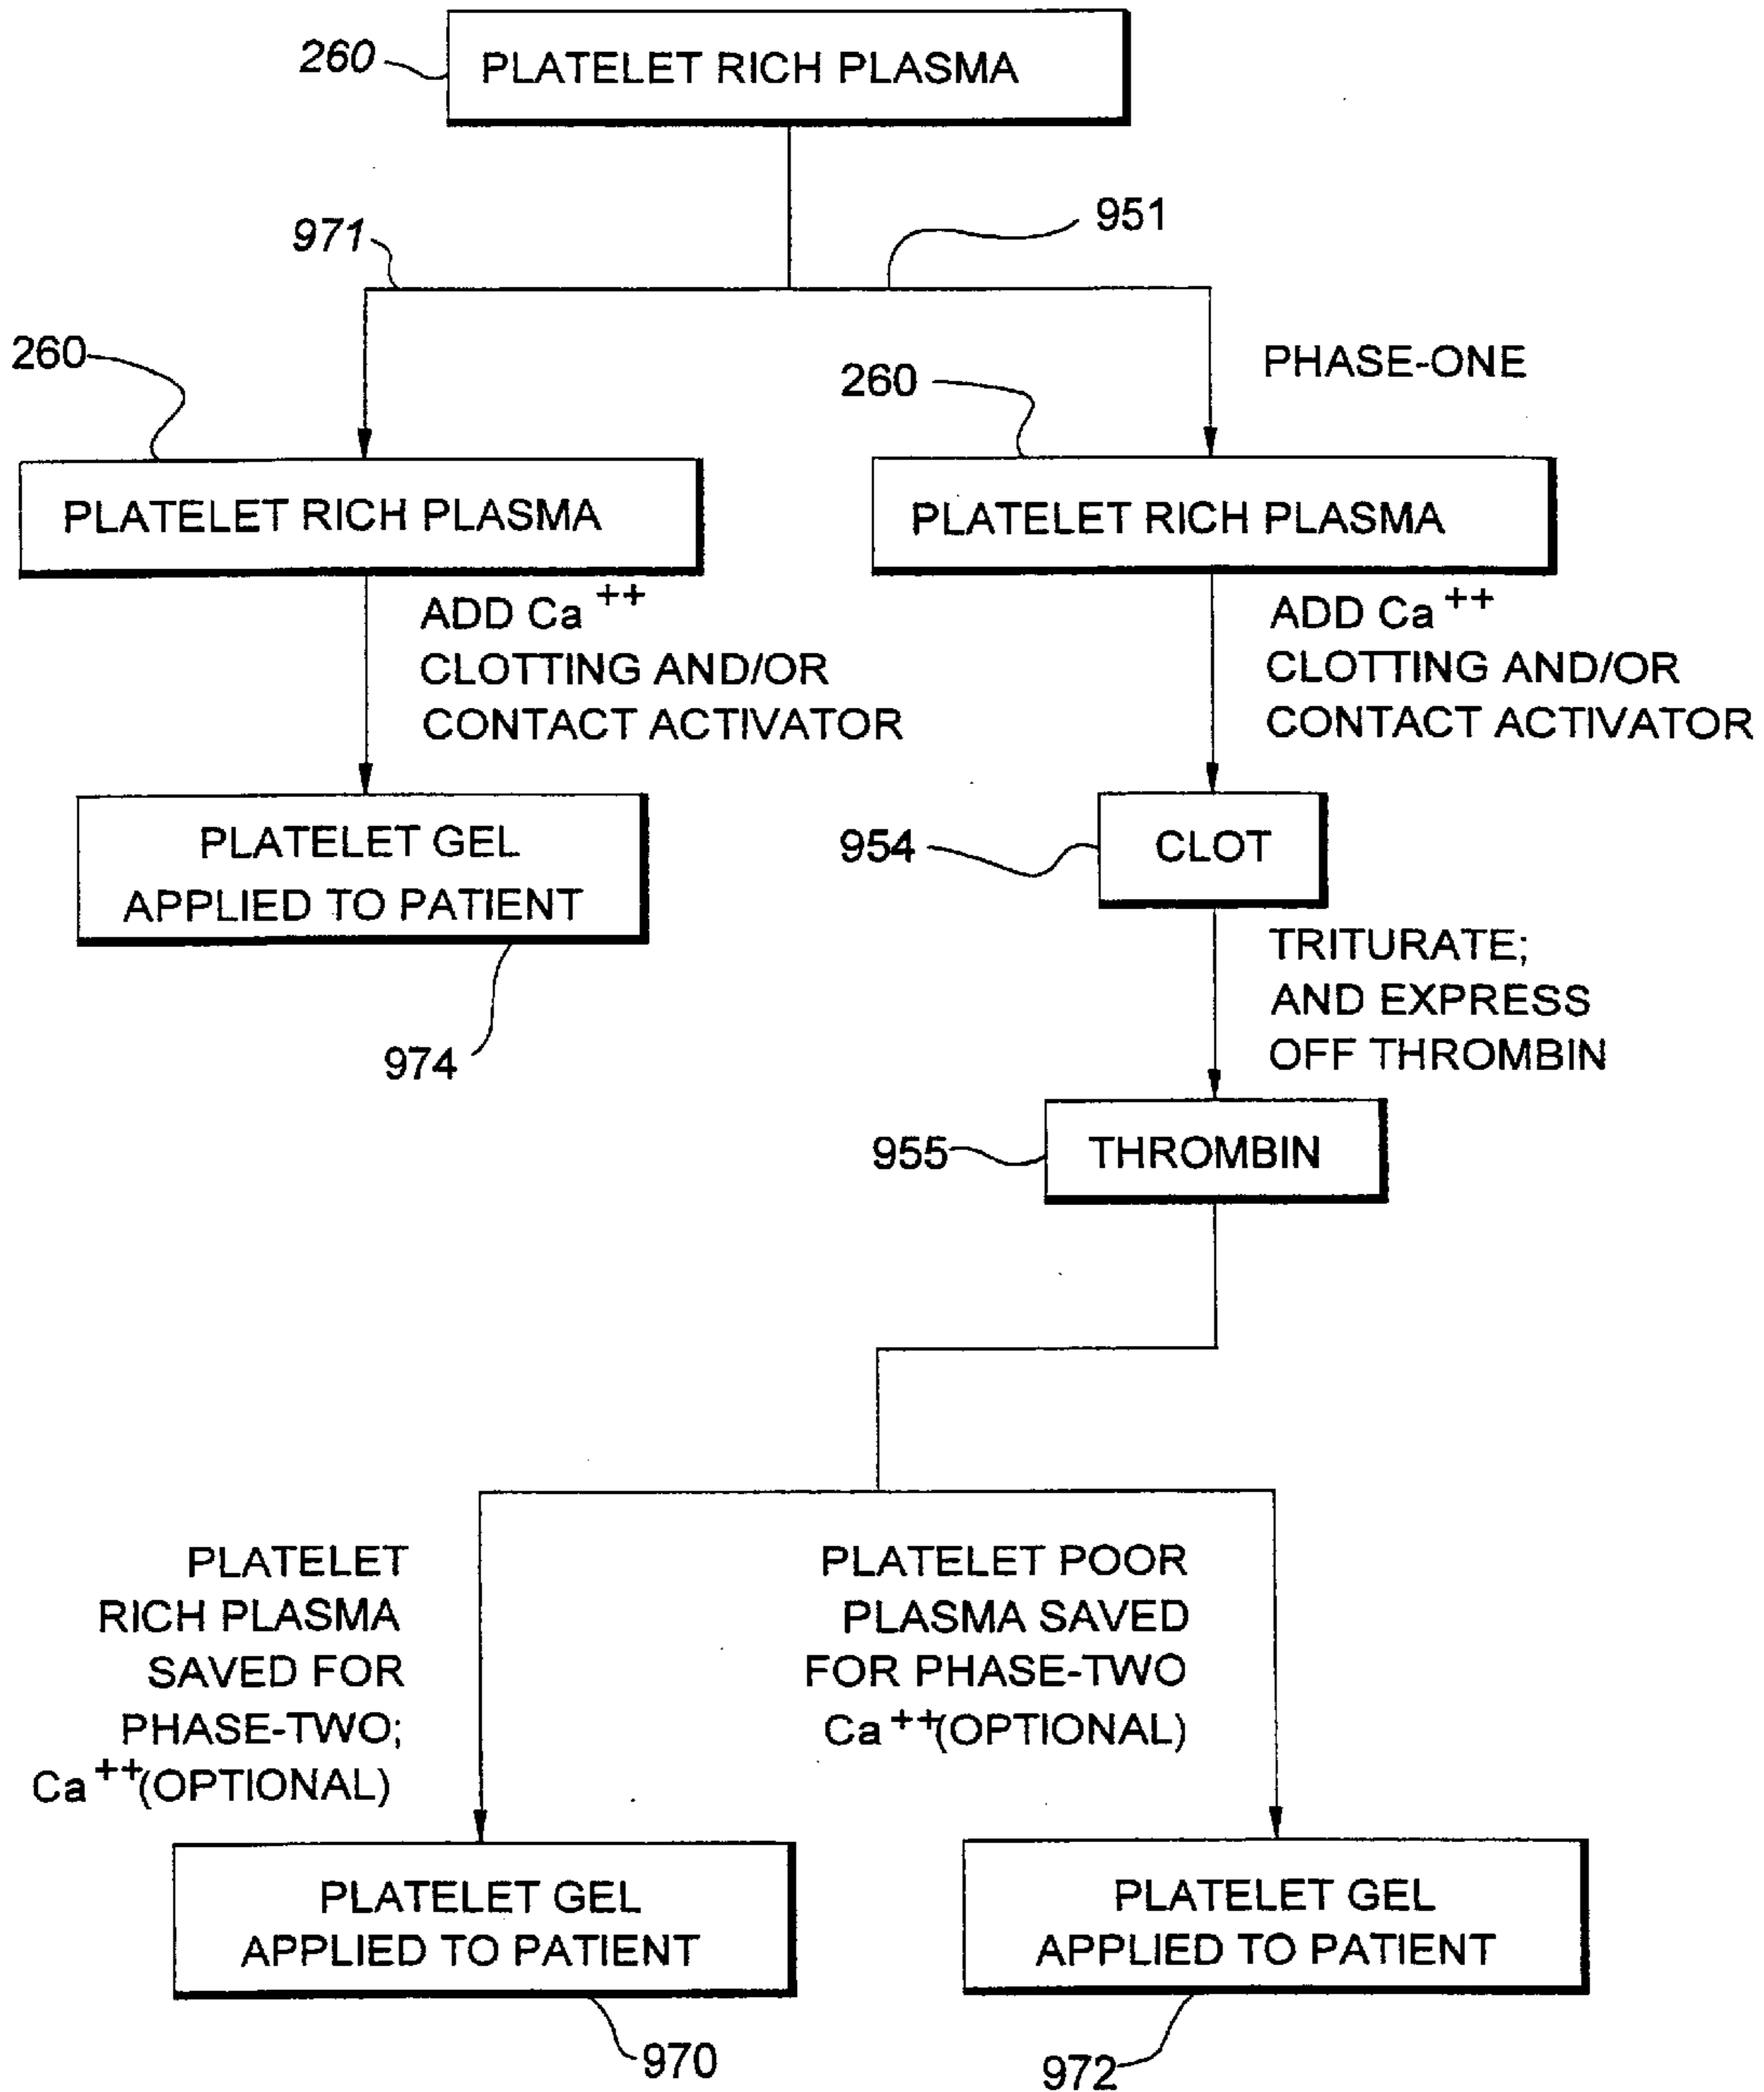 260
PLATELET RICH PLASMA
971
951
260
260
PHASE-ONE
PLATELET RICH PLASMA
PLATELET RICH PLASMA
ADD Ca++
CLOTTING AND/OR
CONTACT ACTIVATOR
ADD Ca++
CLOTTING AND/OR
CONTACT ACTIVATOR
PLATELET GEL
APPLIED TO PATIENT
974
954
CLOT
TRITURATE;
AND EXPRESS
OFF THROMBIN
955
THROMBIN
PLATELET
RICH PLASMA
SAVED FOR
PHASE-TWO;
Ca++(OPTIONAL)
PLATELET POOR
PLASMA SAVED
FOR PHASE-TWO
Ca++(OPTIONAL)
PLATELET GEL
APPLIED TO PATIENT
970
PLATELET GEL
APPLIED TO PATIENT
972